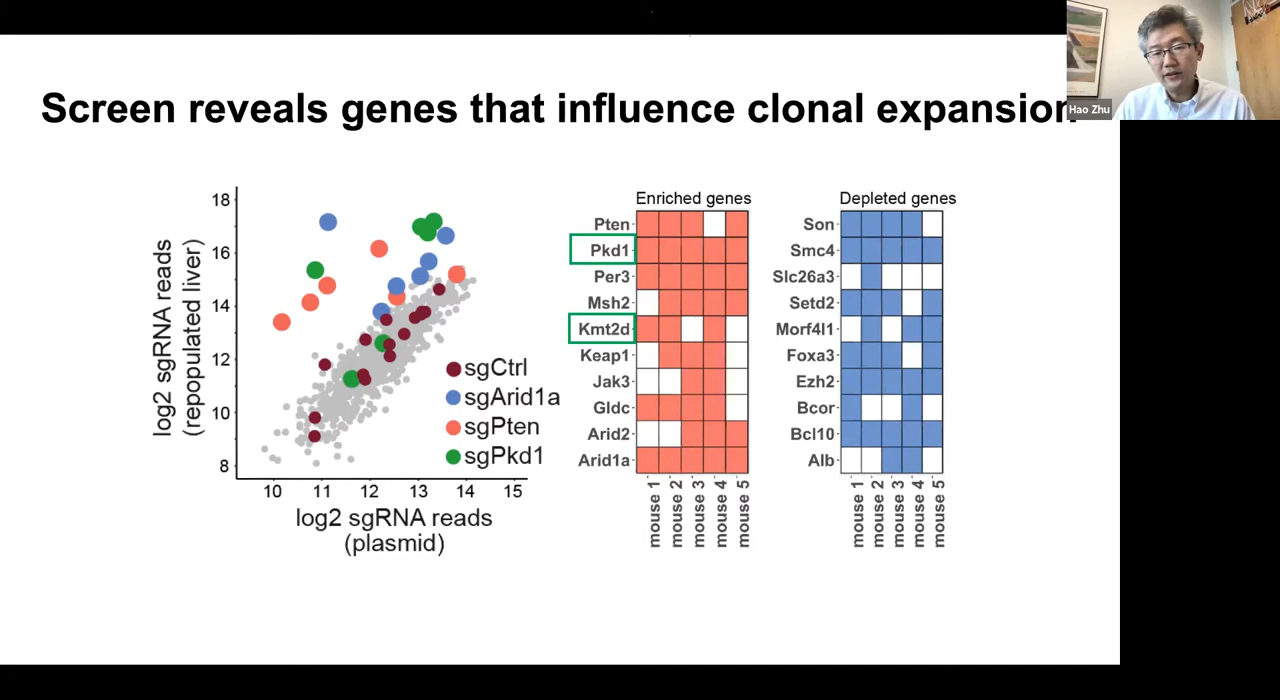 Screen reveals genes that influence clonal expansion
Hao Zhu
log2 sgRNA reads
(repopulated liver)
18
16
14
12
10
8
10 11 12 13 14 15
log2 sgRNA reads
(plasmid)
sgCtrl
sgArid1a
sgPten
sgPkd1
Enriched genes
Pten
Pkd1
Per3
Msh2
Kmt2d
Keap1
Jak3
Gldc
Arid2
Arid1a
mouse 1
mouse 2
mouse 3
mouse 4
mouse 5
Depleted genes
Son
Smc4
Slc26a3
Setd2
Morf4l1
Foxa3
Ezh2
Bcor
Bcl10
Alb
mouse 1
mouse 2
mouse 3
mouse 4
mouse 5